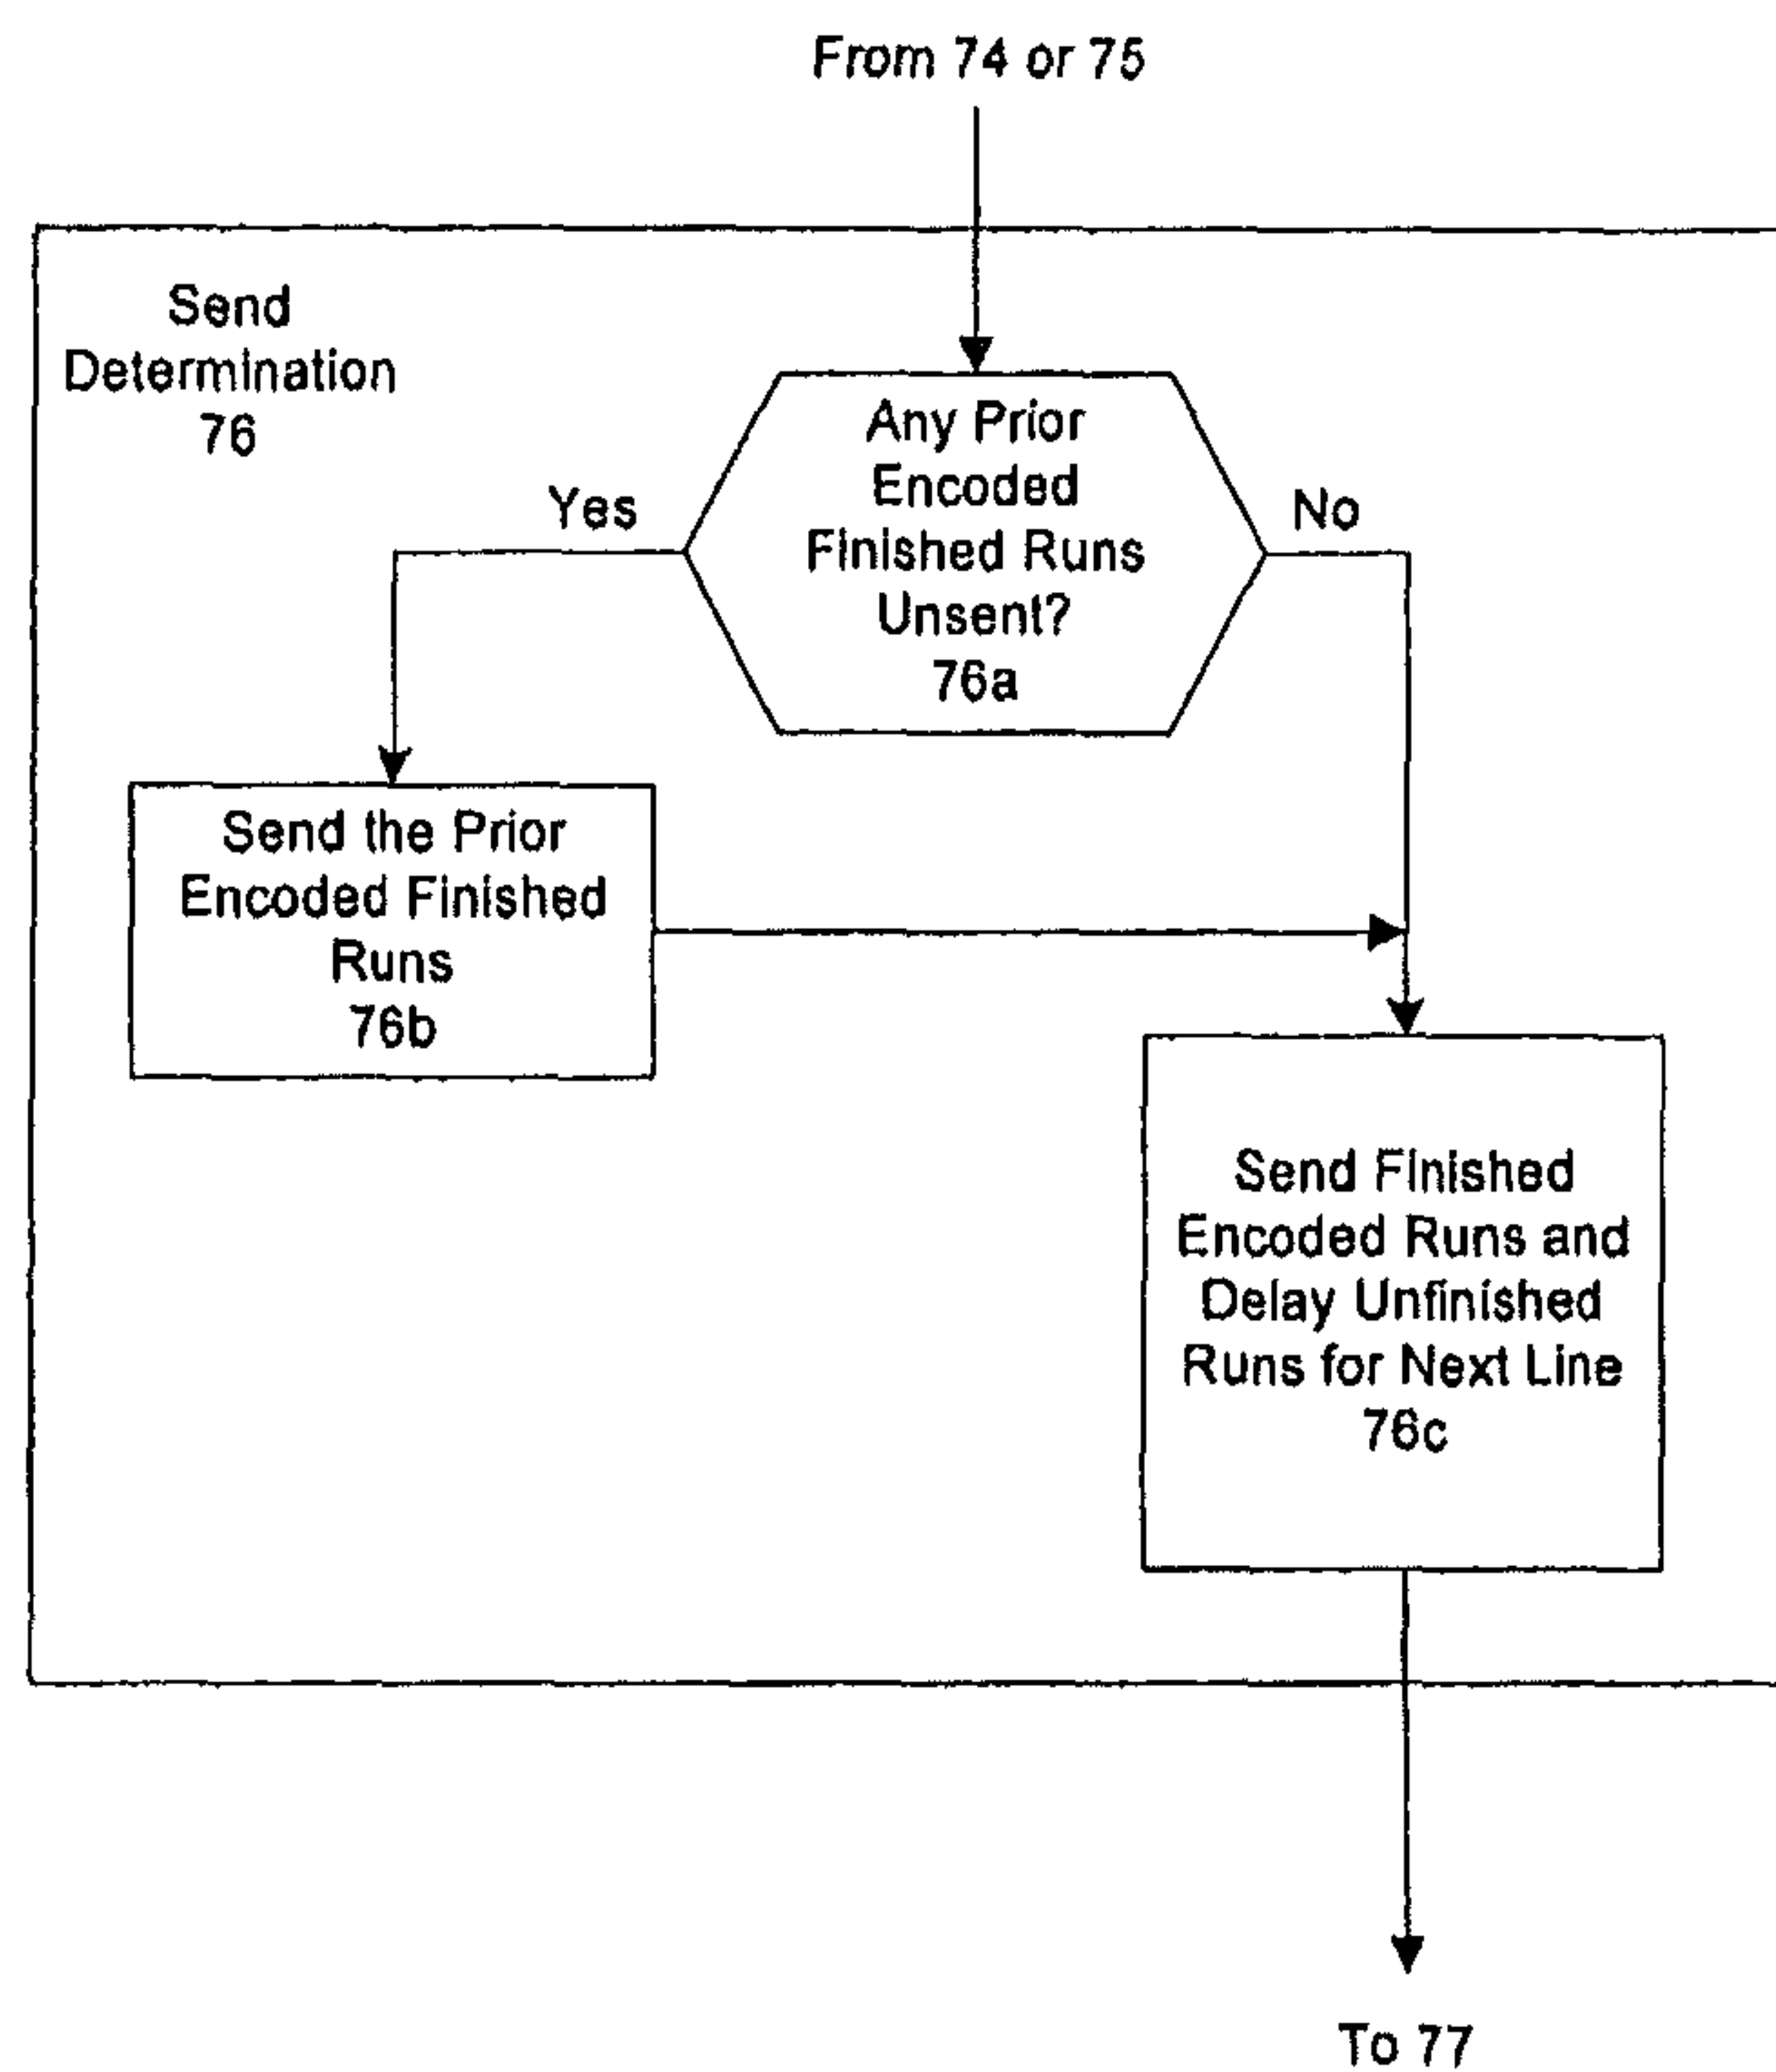 From 74 or 75
Send
Determination
76
Any Prior
Encoded
Finished Runs
Unsent?
76a
Yes
No
Send the Prior
Encoded Finished
Runs
76b
Send Finished
Encoded Runs and
Delay Unfinished
Runs for Next Line
76c
To 77